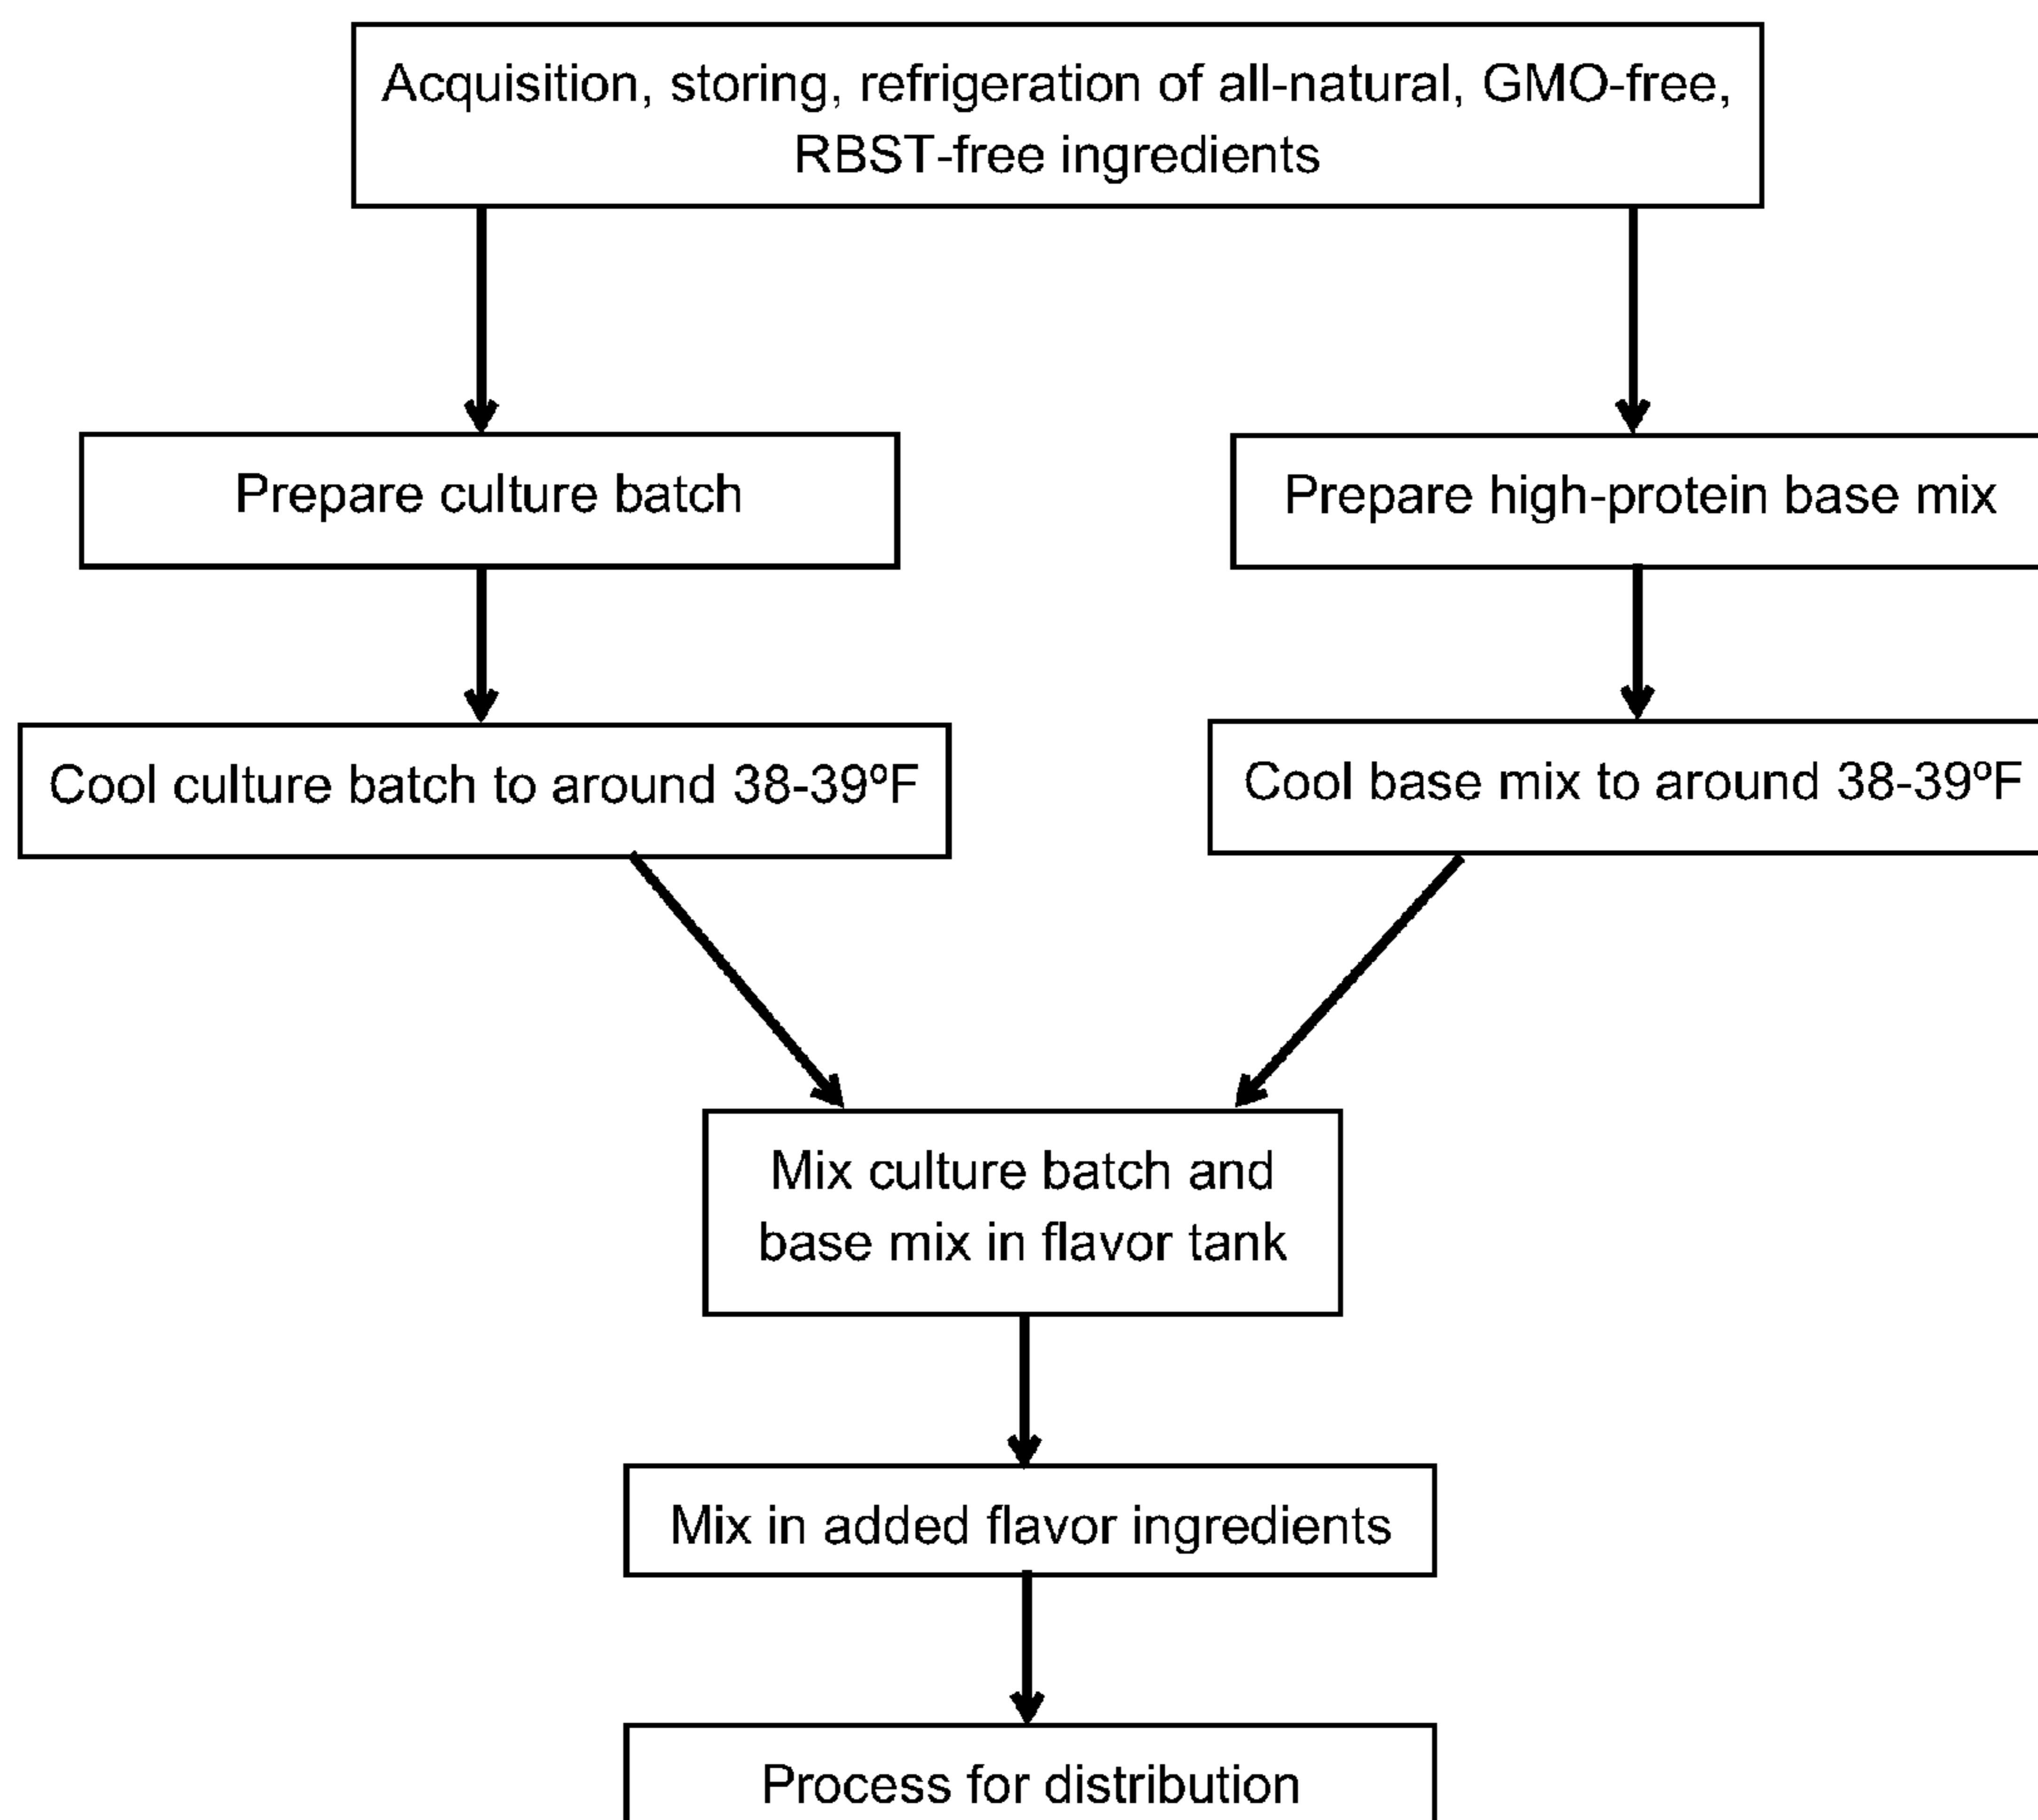 Acquisition, storing, refrigeration of all-natural, GMO-free,
RBST-free ingredients
Prepare culture batch
Prepare high-protein base mix
Cool culture batch to around 38-39ºF
Cool base mix to around 38-39ºF
Mix culture batch and
base mix in flavor tank
Mix in added flavor ingredients
Process for distribution